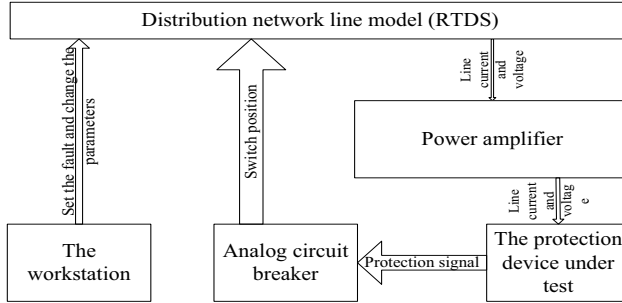 Distribution network line model (RTDS)
Set the fault and change the
parameters
Switch position
Line
current
and
voltage
Power amplifier
Line
current
and
voltag
e
The
workstation
Analog circuit
breaker
Protection signal
The protection
device under
test